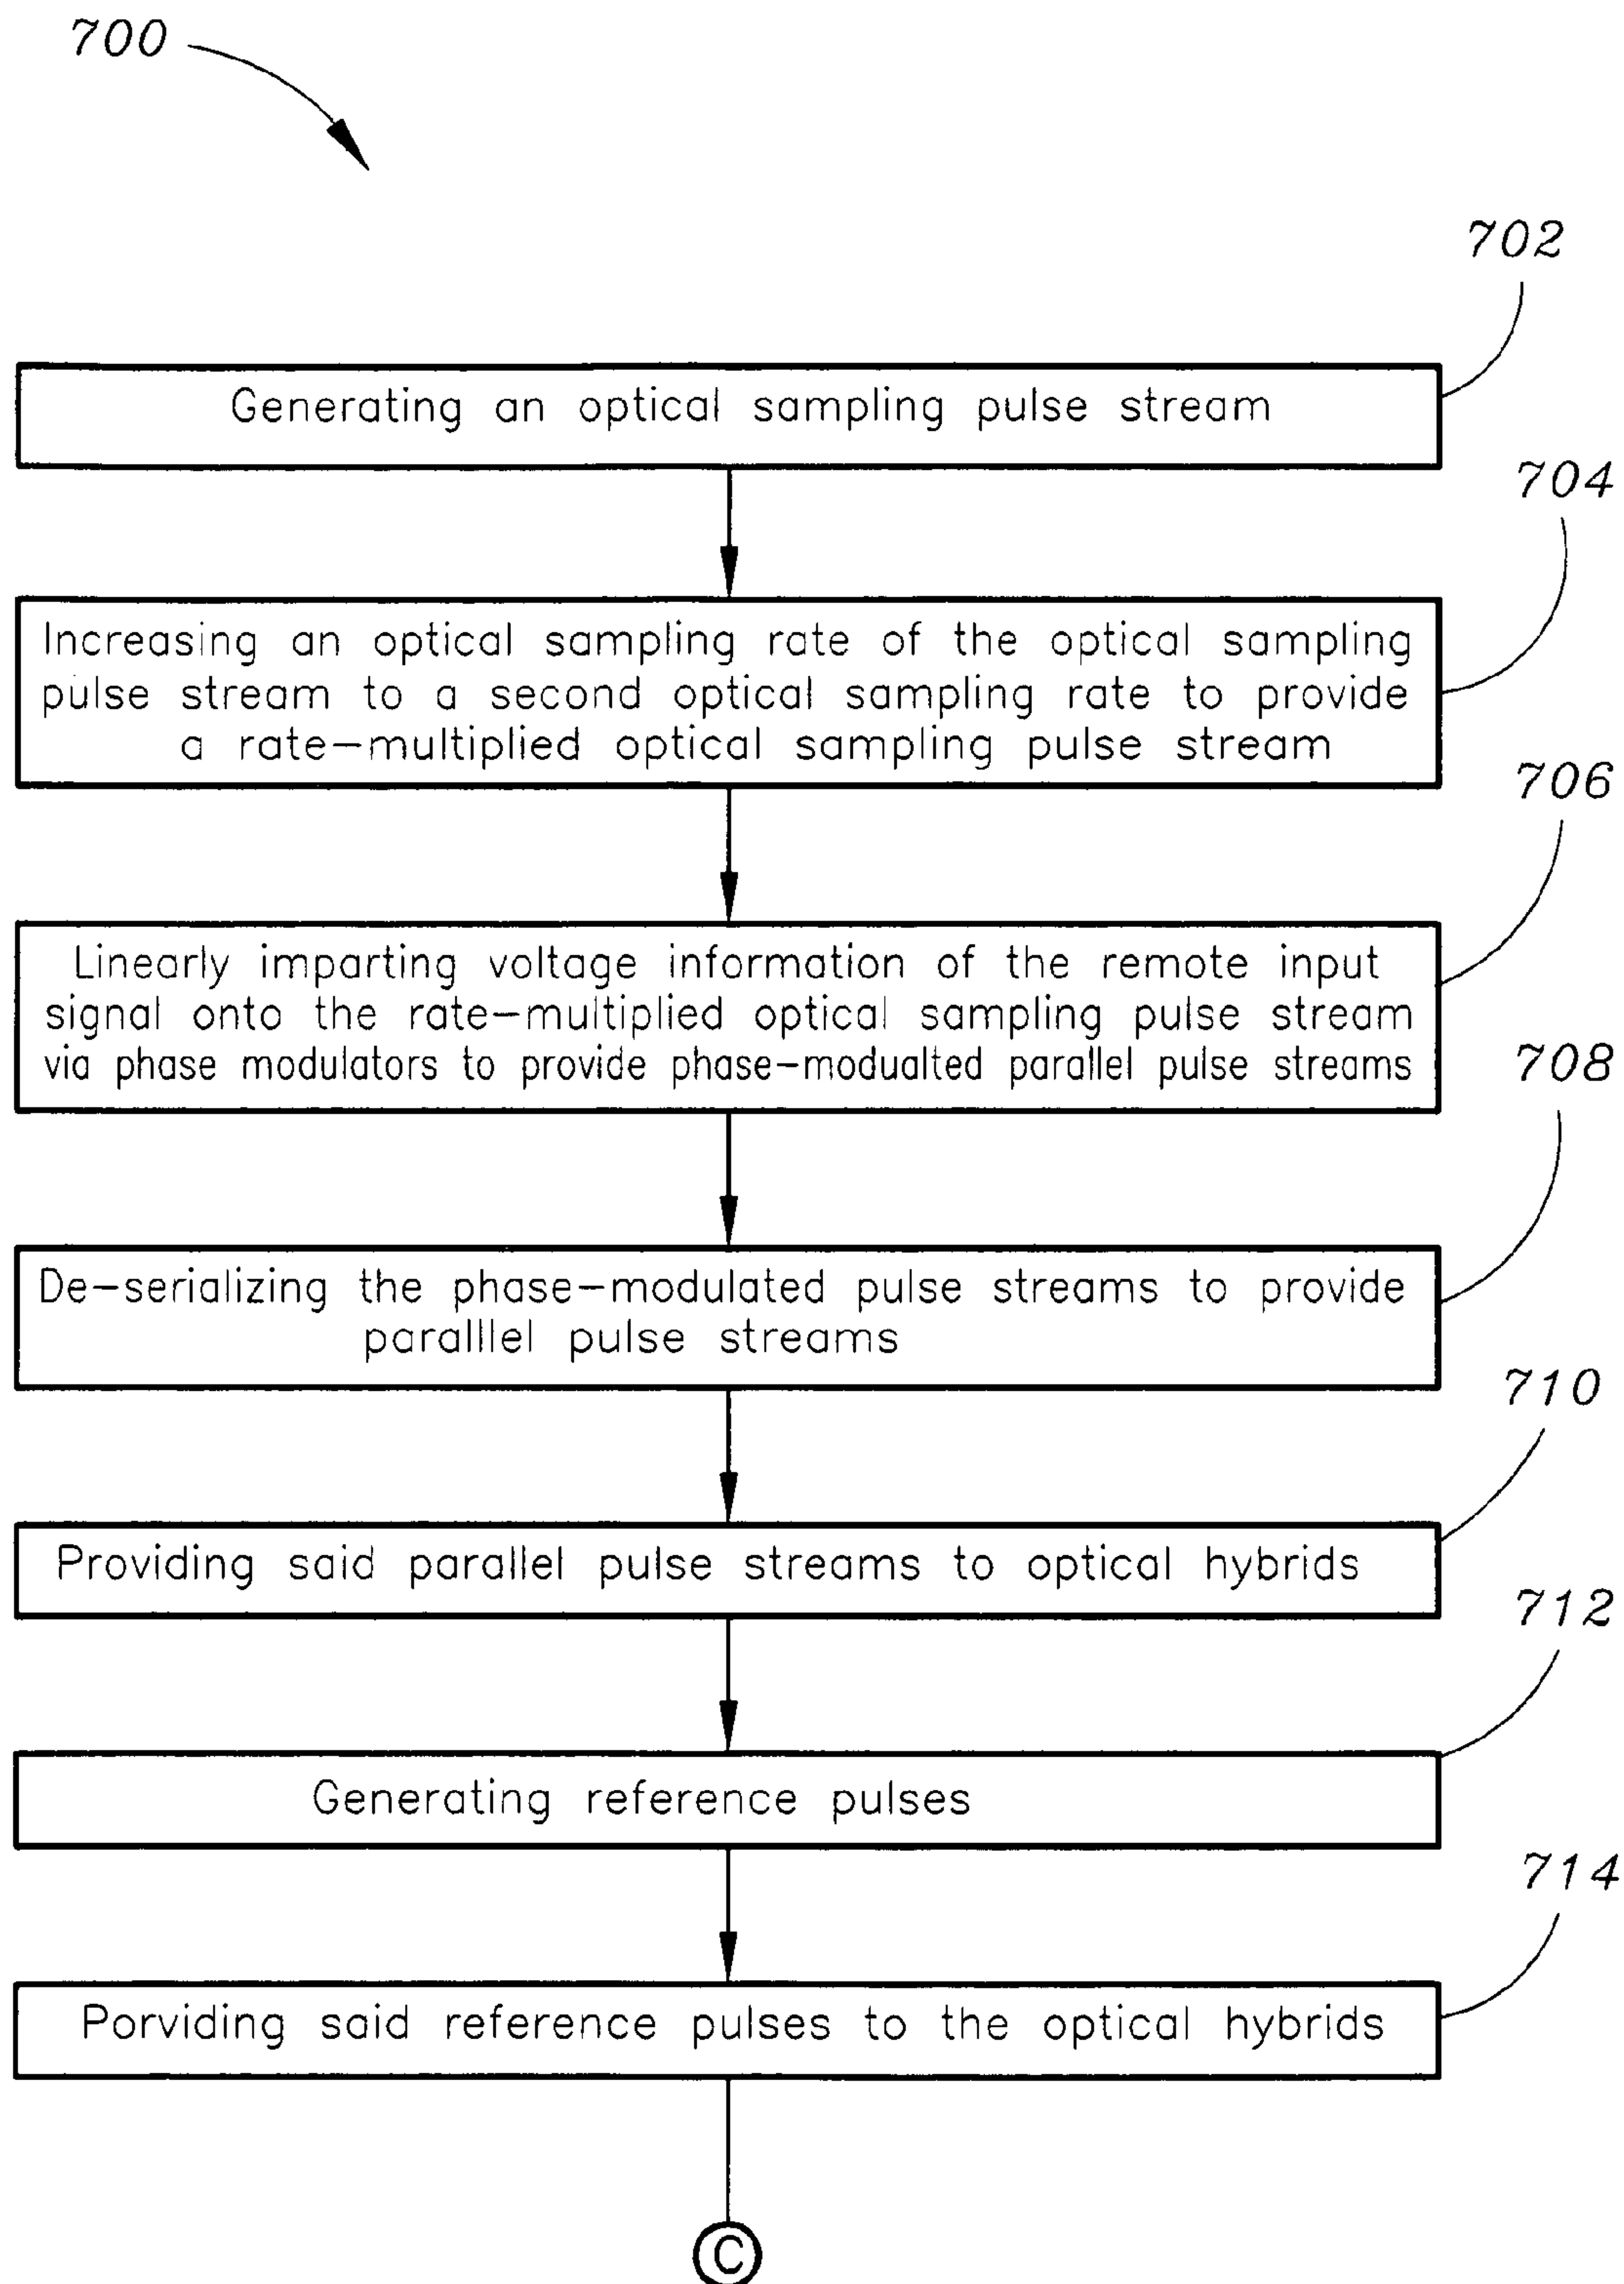 700
702
Generating an optical sampling pulse stream
704
Increasing an optical sampling rate of the optical sampling
pulse stream to a second optical sampling rate to provide
a rate-multiplied optical sampling pulse stream
706
Linearly imparting voltage information of the remote input
signal onto the rate-multiplied optical sampling pulse stream
via phase modulators to provide phase-modualted parallel pulse streams
708
De-serializing the phase-modulated pulse streams to provide
paralllel pulse streams
710
Providing said parallel pulse streams to optical hybrids
712
Generating reference pulses
714
Porviding said reference pulses to the optical hybrids
C